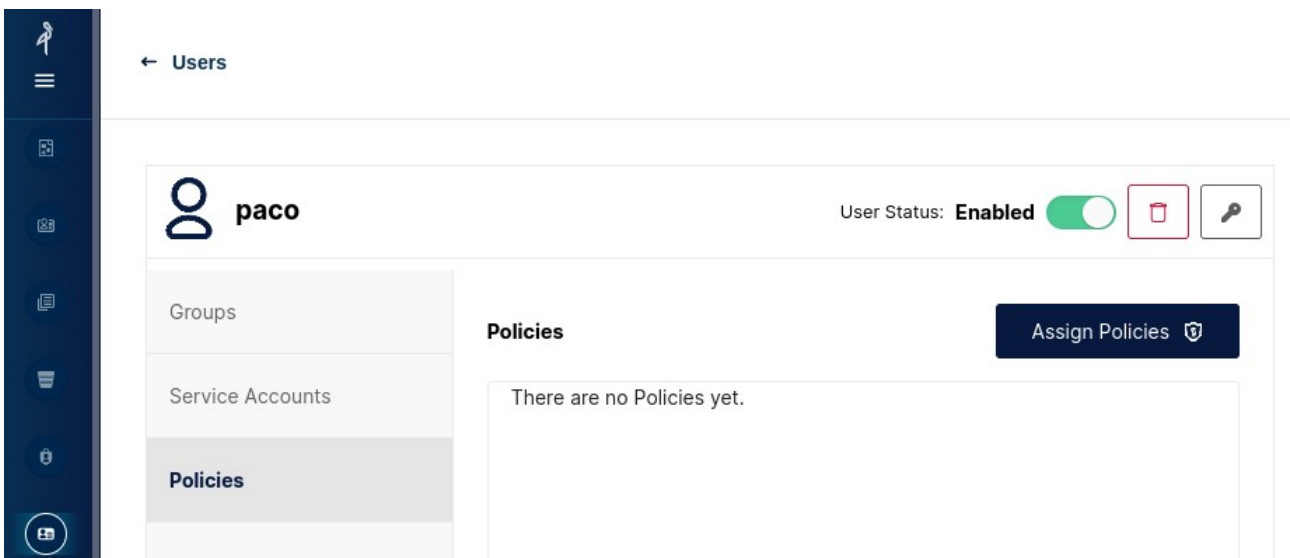 ← Users
paco
User Status: Enabled
Groups
Service Accounts
Policies
Policies
Assign Policies
There are no Policies yet.